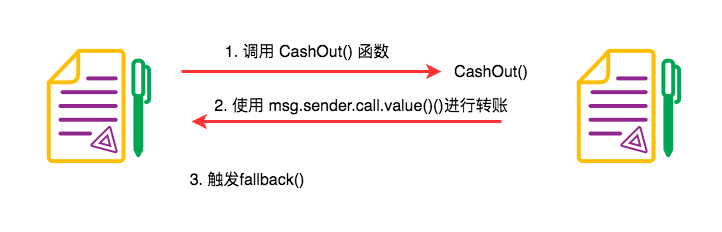 1. 调用 CashOut() 函数
CashOut()
2. 使用 msg.sender.call.value()()进行转账
3. 触发fallback()